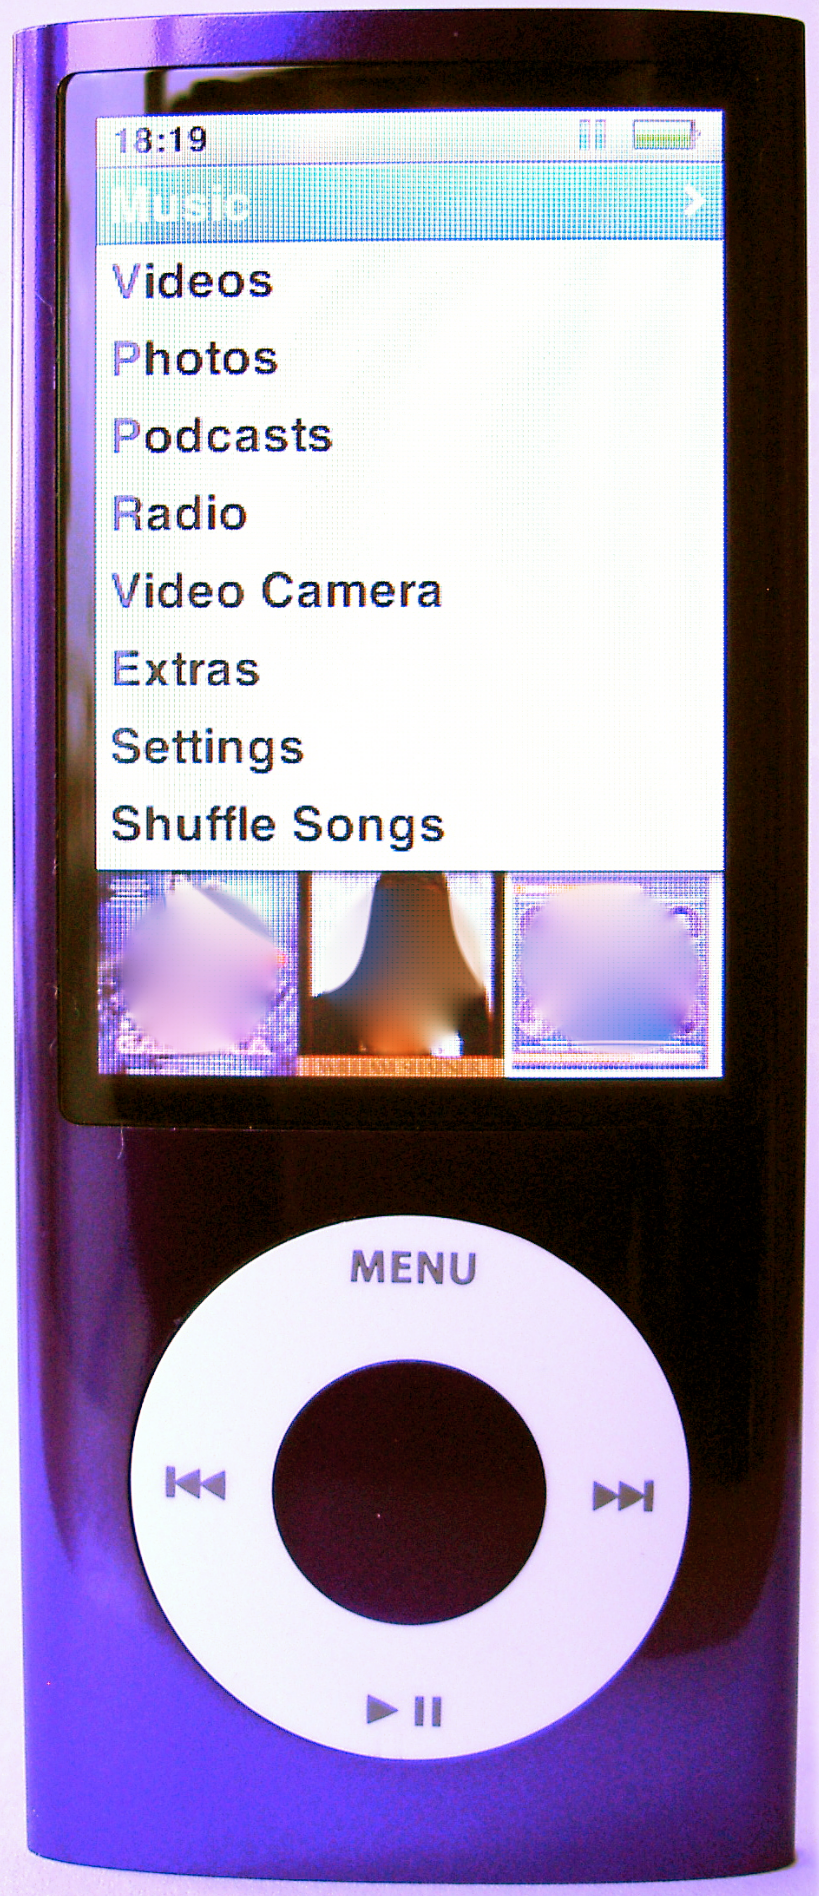 18:19
Music
Videos
Photos
Podcasts
Radio
Video Camera
Extras
Settings
Shuffle Songs
MENU